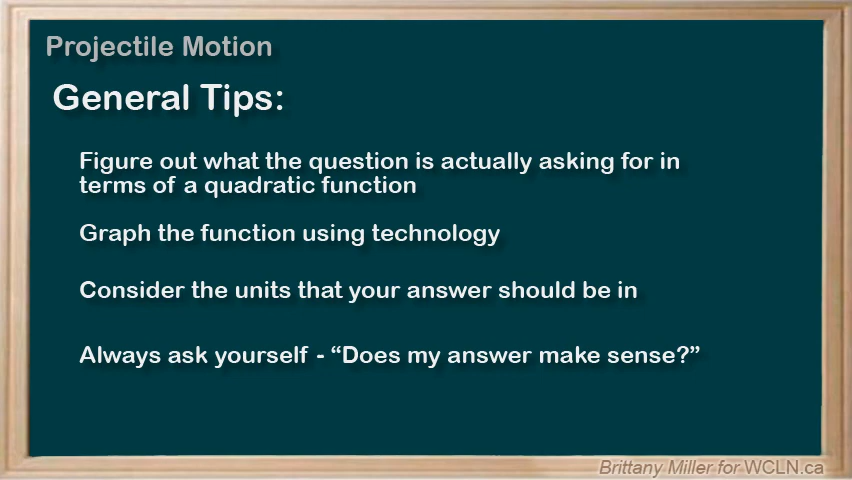 Projectile Motion
General Tips:
Figure out what the question is actually asking for in
terms of a quadratic function
Graph the function using technology
Consider the units that your answer should be in
Always ask yourself - “Does my answer make sense?”
Brittany Miller for WCLN.ca